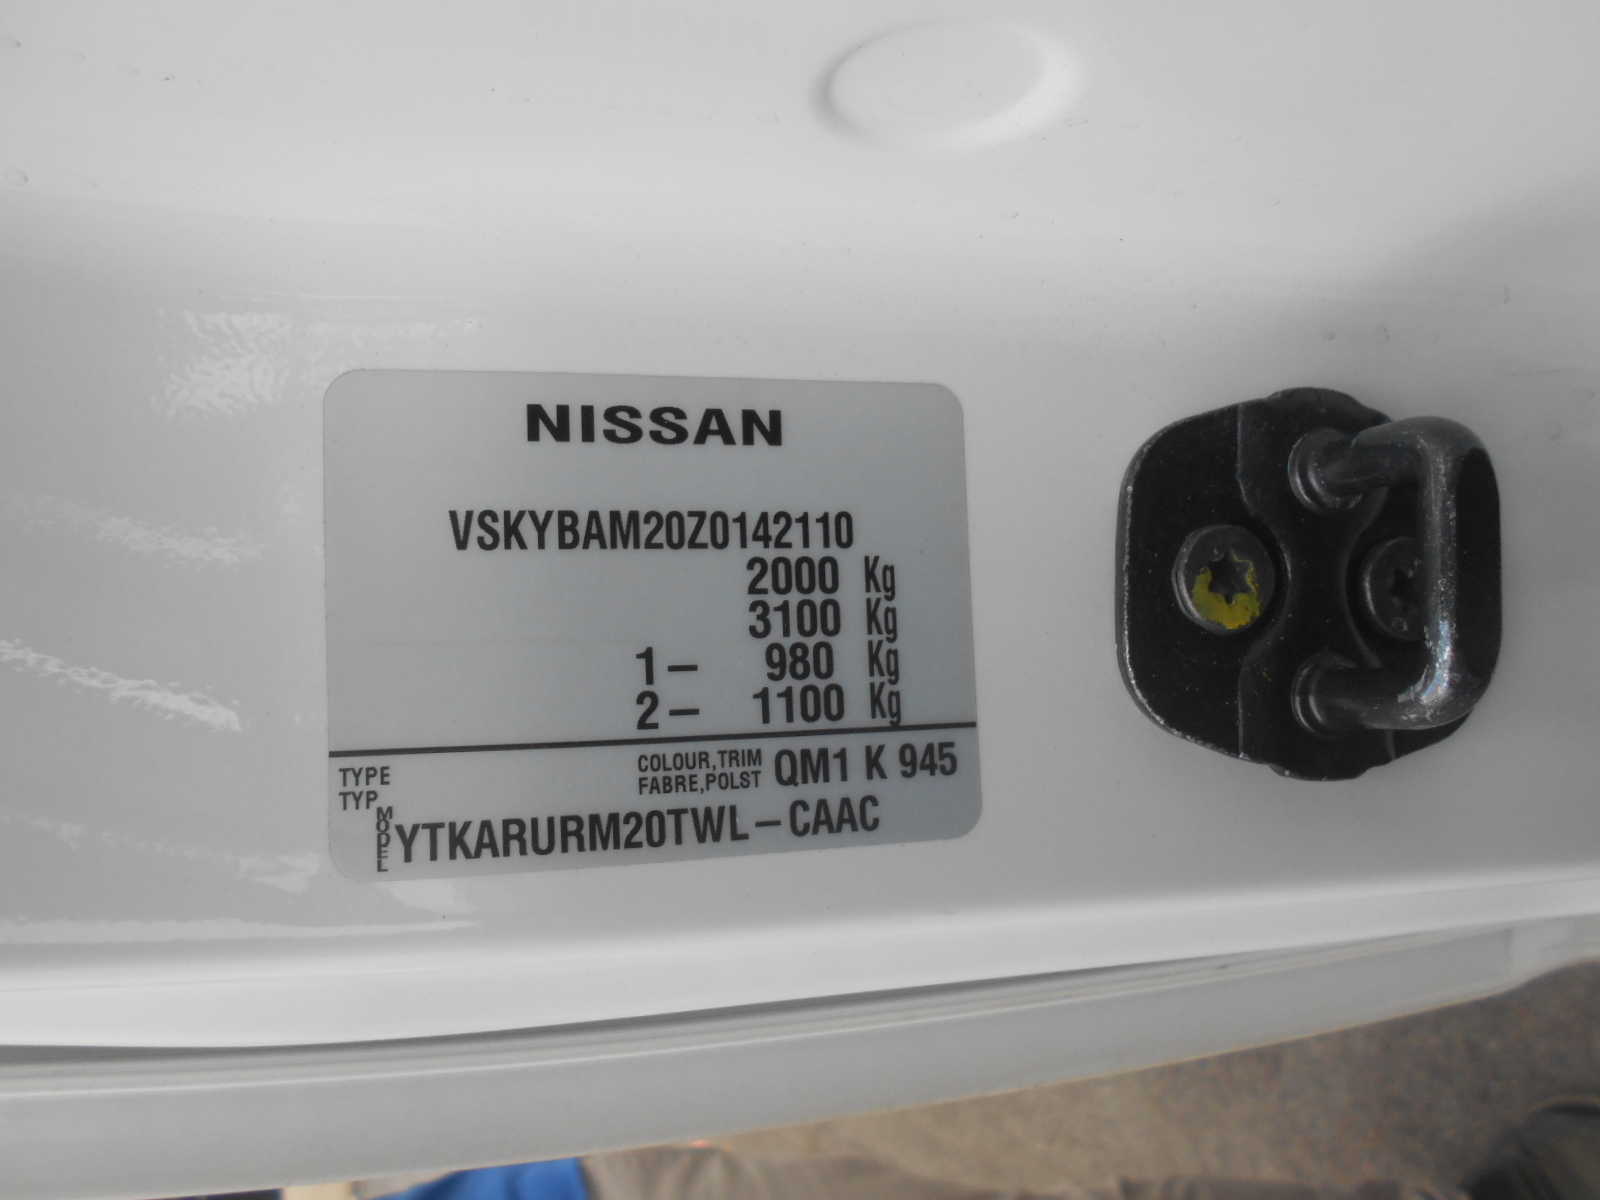 NISSAN
VSKYBAM20Z0142110
2000 Kg
3100 Kg
1– 980 Kg
2– 1100 Kg
TYPE
TYP
COLOUR,TRIM
FABRE,POLST
QM1 K 945
MODEL
YTKARURM20TWL–CAAC